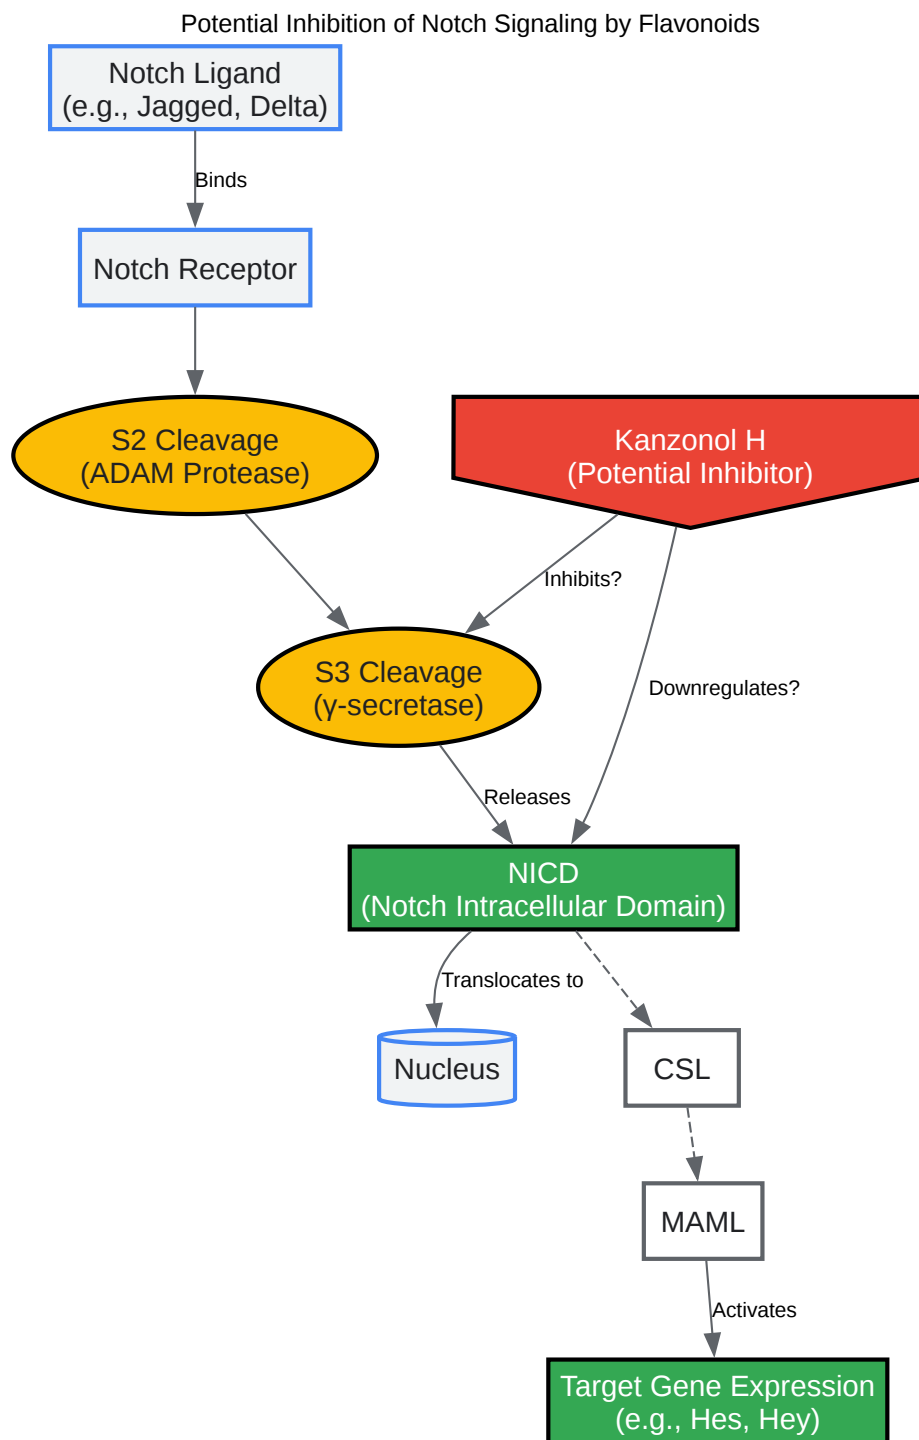 Potential Inhibition of Notch Signaling by Flavonoids
Notch Ligand
(e.g., Jagged, Delta)
Binds
Notch Receptor
S2 Cleavage
(ADAM Protease)
Kanzonol H
(Potential Inhibitor)
Inhibits?
S3 Cleavage
(γ-secretase)
Downregulates?
Releases
NICD
(Notch Intracellular Domain)
Translocates to
Nucleus
CSL
MAML
Activates
Target Gene Expression
(e.g., Hes, Hey)